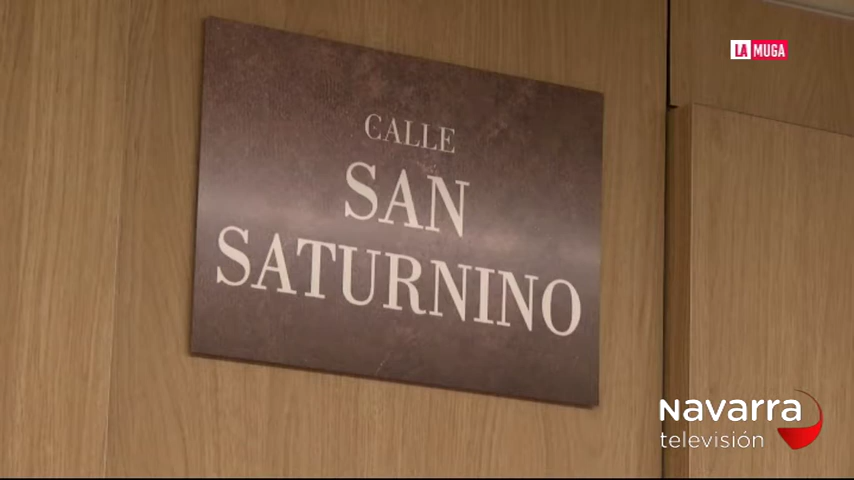 LA MUGA
CALLE
SAN
SATURNINO
Navarra
televisión